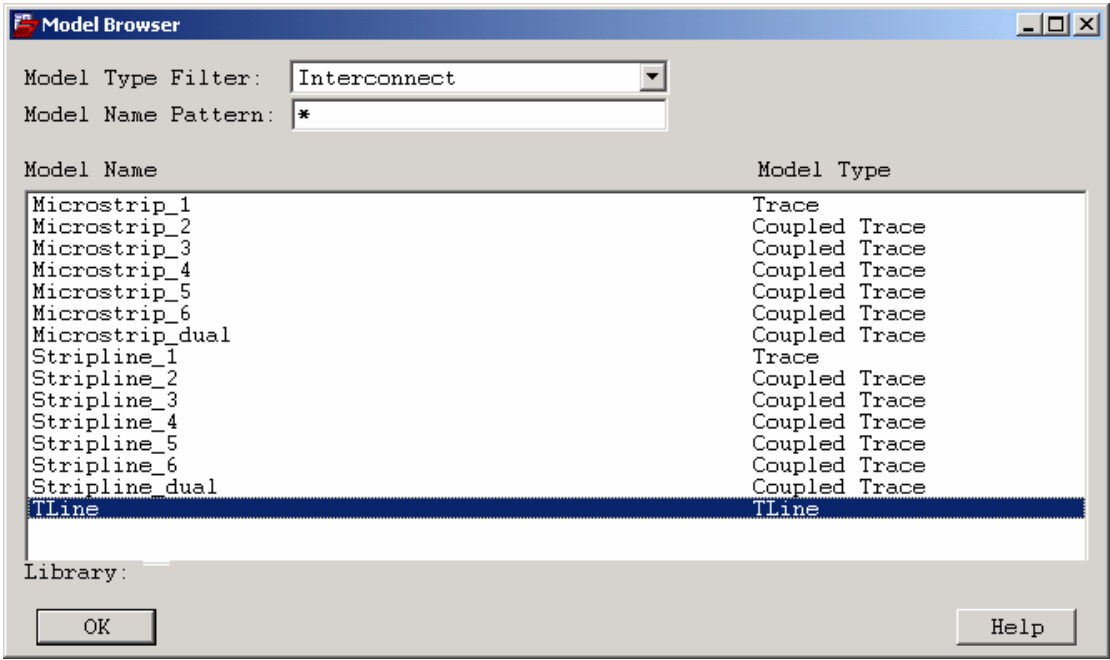 Model Browser
Model Type Filter: Interconnect
Model Name Pattern: *
Model Name Model Type
Microstrip_1 Trace
Microstrip_2 Coupled Trace
Microstrip_3 Coupled Trace
Microstrip_4 Coupled Trace
Microstrip_5 Coupled Trace
Microstrip_6 Coupled Trace
Microstrip_dual Coupled Trace
Stripline_1 Trace
Stripline_2 Coupled Trace
Stripline_3 Coupled Trace
Stripline_4 Coupled Trace
Stripline_5 Coupled Trace
Stripline_6 Coupled Trace
Stripline_dual Coupled Trace
TLine TLine
Library:
OK Help